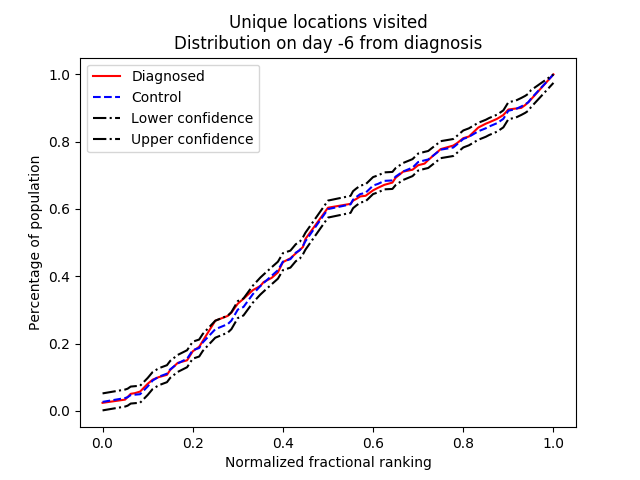 Unique locations visited
Distribution on day -6 from diagnosis
Diagnosed
Control
Lower confidence
Upper confidence
Percentage of population
1.0
0.8
0.6
0.4
0.2
0.0
0.0 0.2 0.4 0.6 0.8 1.0
Normalized fractional ranking